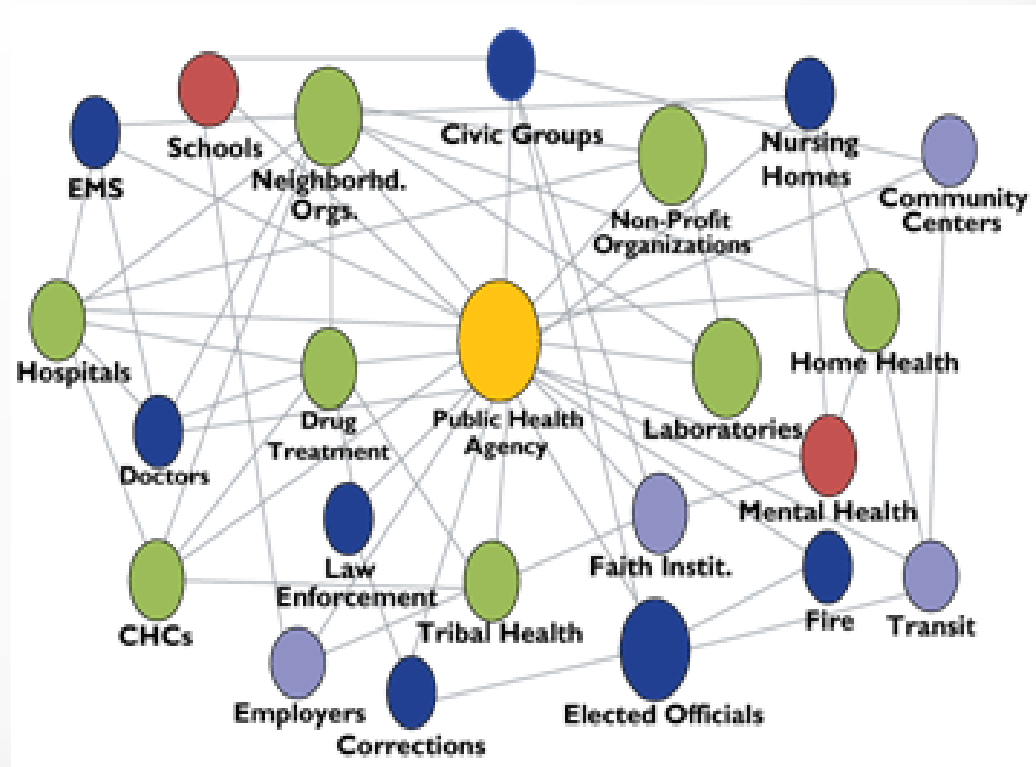 Schools
EMS
Neighborhd.
Orgs.
Civic Groups
Nursing
Homes
Community
Centers
Non-Profit
Organizations
Hospitals
Drug
Treatment
Public Health
Agency
Home Health
Laboratories
Doctors
Mental Health
Law
Enforcement
Faith Instit.
CHCs
Tribal Health
Fire
Transit
Employers
Corrections
Elected Officials